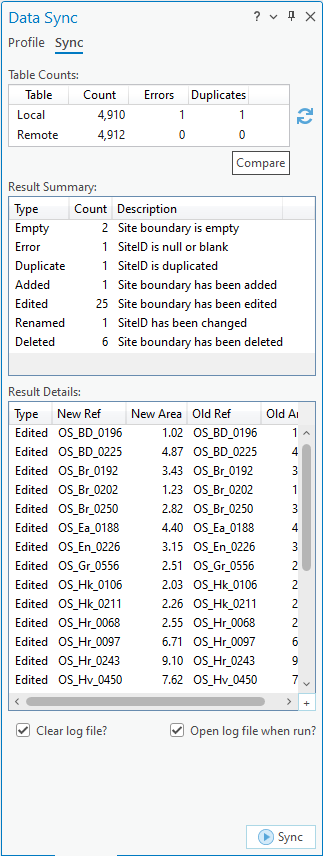 Data Sync ?
Profile Sync
Table Counts:
Table Count Errors Duplicates
Local 4,910 1 1
Remote 4,912 0 0
Compare
Result Summary:
Type Count Description
Empty 2 Site boundary is empty
Error 1 SiteID is null or blank
Duplicate 1 SiteID is duplicated
Added 1 Site boundary has been added
Edited 25 Site boundary has been edited
Renamed 1 SiteID has been changed
Deleted 6 Site boundary has been deleted
Result Details:
Type New Ref New Area Old Ref Old Ar
Edited OS_BD_0196 1.02 OS_BD_0196 1
Edited OS_BD_0225 4.87 OS_BD_0225 4
Edited OS_Br_0192 3.43 OS_Br_0192 3
Edited OS_Br_0202 1.23 OS_Br_0202 1
Edited OS_Br_0250 2.82 OS_Br_0250 3
Edited OS_Ea_0188 4.40 OS_Ea_0188 4
Edited OS_En_0226 3.15 OS_En_0226 3
Edited OS_Gr_0556 2.51 OS_Gr_0556 2
Edited OS_Hk_0106 2.03 OS_Hk_0106 2
Edited OS_Hk_0211 2.26 OS_Hk_0211 2
Edited OS_Hr_0068 2.55 OS_Hr_0068 2
Edited OS_Hr_0097 6.71 OS_Hr_0097 6
Edited OS_Hr_0243 9.10 OS_Hr_0243 9
Edited OS_Hv_0450 7.62 OS_Hv_0450 7
+
Clear log file? Open log file when run?
Sync